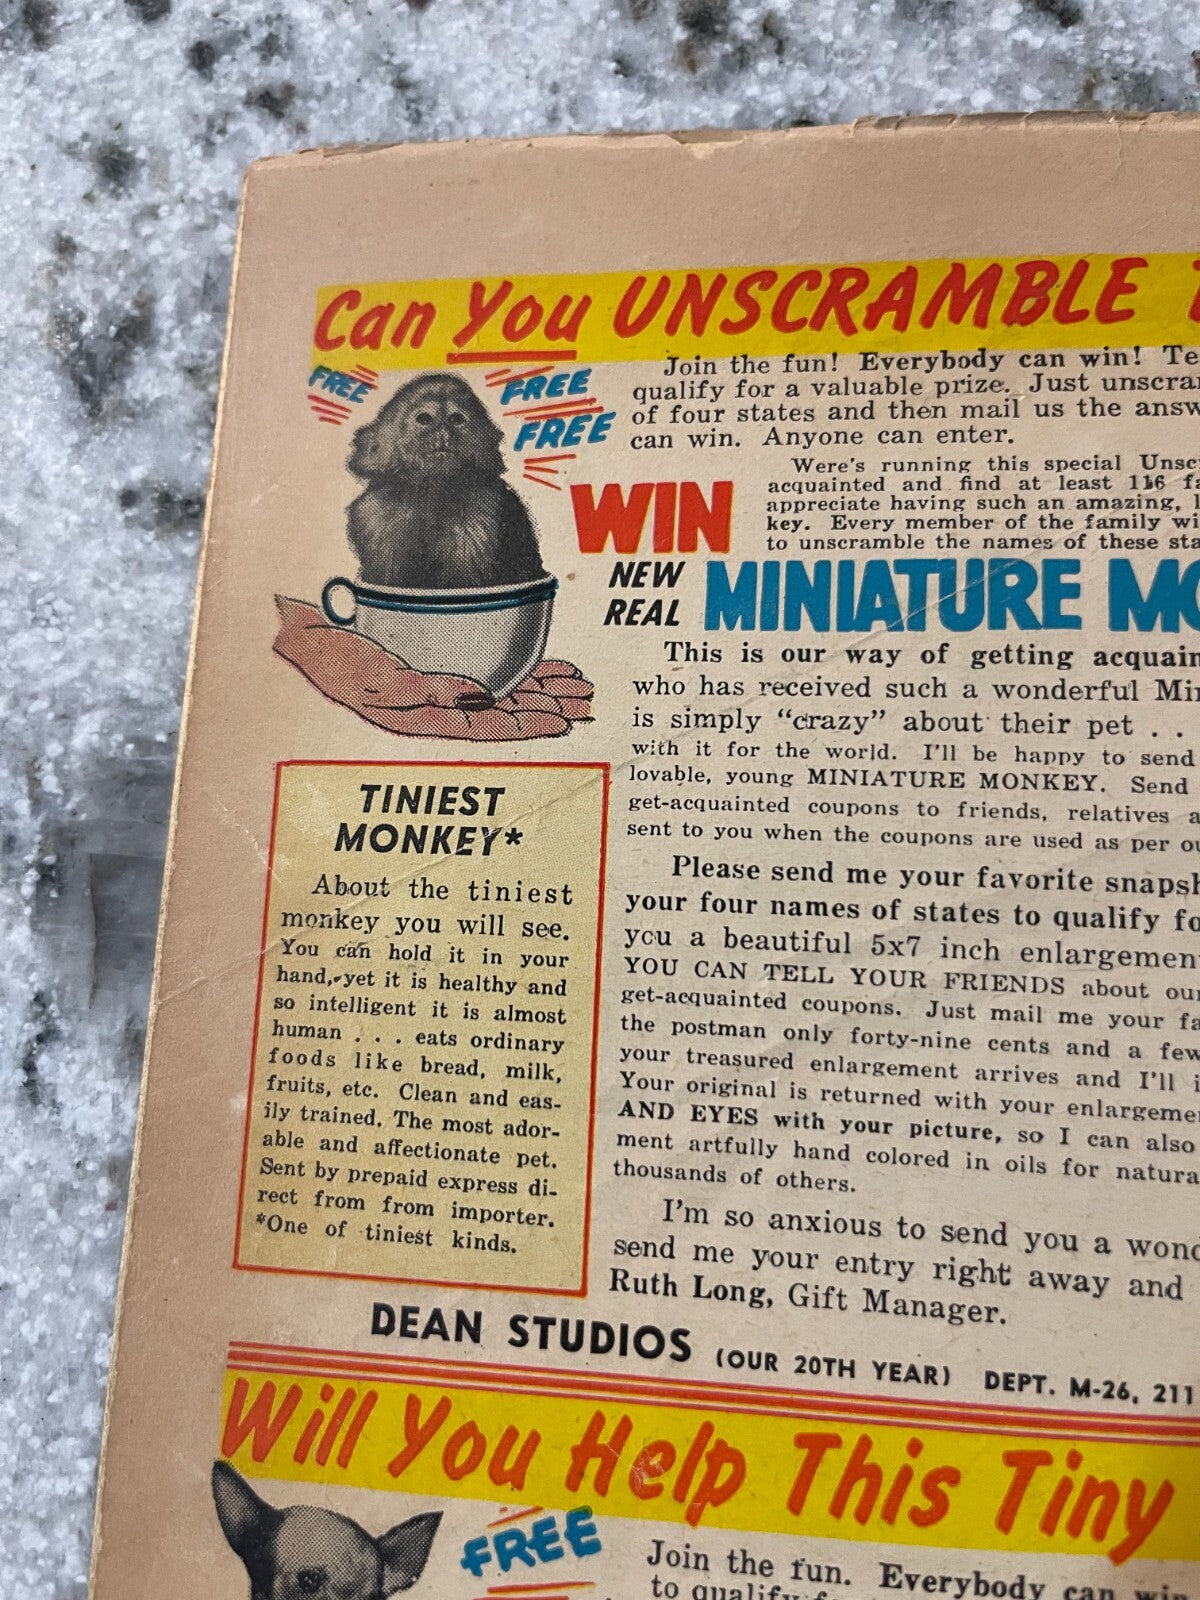 Can You UNSCRAMBLE
FREE
FREE
FREE
Join the fun! Everybody can win!
qualify for a valuable prize. Just
of four states and then mail us the
can win. Anyone can enter.
Were's running this special
acquainted and find at least 116
appreciate having such an amazing,
key. Every member of the family
to unscramble the names of these
WIN
NEW
REAL
MINIATURE
This is our way of getting
who has received such a wonderful
is simply "crazy" about their pet . .
with it for the world. I'll be happy to send
lovable, young MINIATURE MONKEY. Send
get-acquainted coupons to friends, relatives
sent to you when the coupons are used as per
Please send me your favorite
your four names of states to qualify
you a beautiful 5x7 inch
YOU CAN TELL YOUR FRIENDS about
get-acquainted coupons. Just mail me your
the postman only forty-nine cents and a few
your treasured enlargement arrives and I'll
Your original is returned with your
AND EYES with your picture, so I can also
ment artfully hand colored in oils for
thousands of others.
I'm so anxious to send you a
send me your entry right away and
Ruth Long, Gift Manager.
TINIEST
MONKEY*
About the tiniest
monkey you will see.
You can hold it in your
hand, yet it is healthy and
so intelligent it is almost
human . . . eats ordinary
foods like bread, milk,
fruits, etc. Clean and eas-
ily trained. The most ador-
able and affectionate pet.
Sent by prepaid express di-
rect from from importer.
*One of tiniest kinds.
DEAN STUDIOS (OUR 20TH YEAR) DEPT. M-26, 211
Will You Help This Tiny
FREE
Join the fun. Everybody can
to qualify